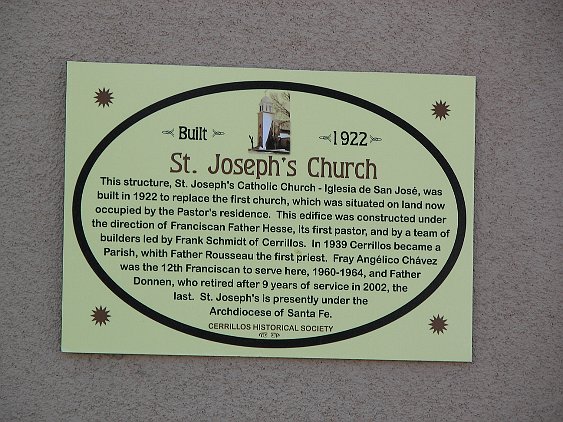 Built 1922
St. Joseph's Church
This structure, St. Joseph's Catholic Church - Iglesia de San José, was
built in 1922 to replace the first church, which was situated on land now
occupied by the Pastor's residence. This edifice was constructed under
the direction of Franciscan Father Hesse, its first pastor, and by a team of
builders led by Frank Schmidt of Cerrillos. In 1939 Cerrillos became a
Parish, whith Father Rousseau the first priest. Fray Angélico Chávez
was the 12th Franciscan to serve here, 1960-1964, and Father
Donnen, who retired after 9 years of service in 2002, the
last. St. Joseph's is presently under the
Archdiocese of Santa Fe.
CERRILLOS HISTORICAL SOCIETY